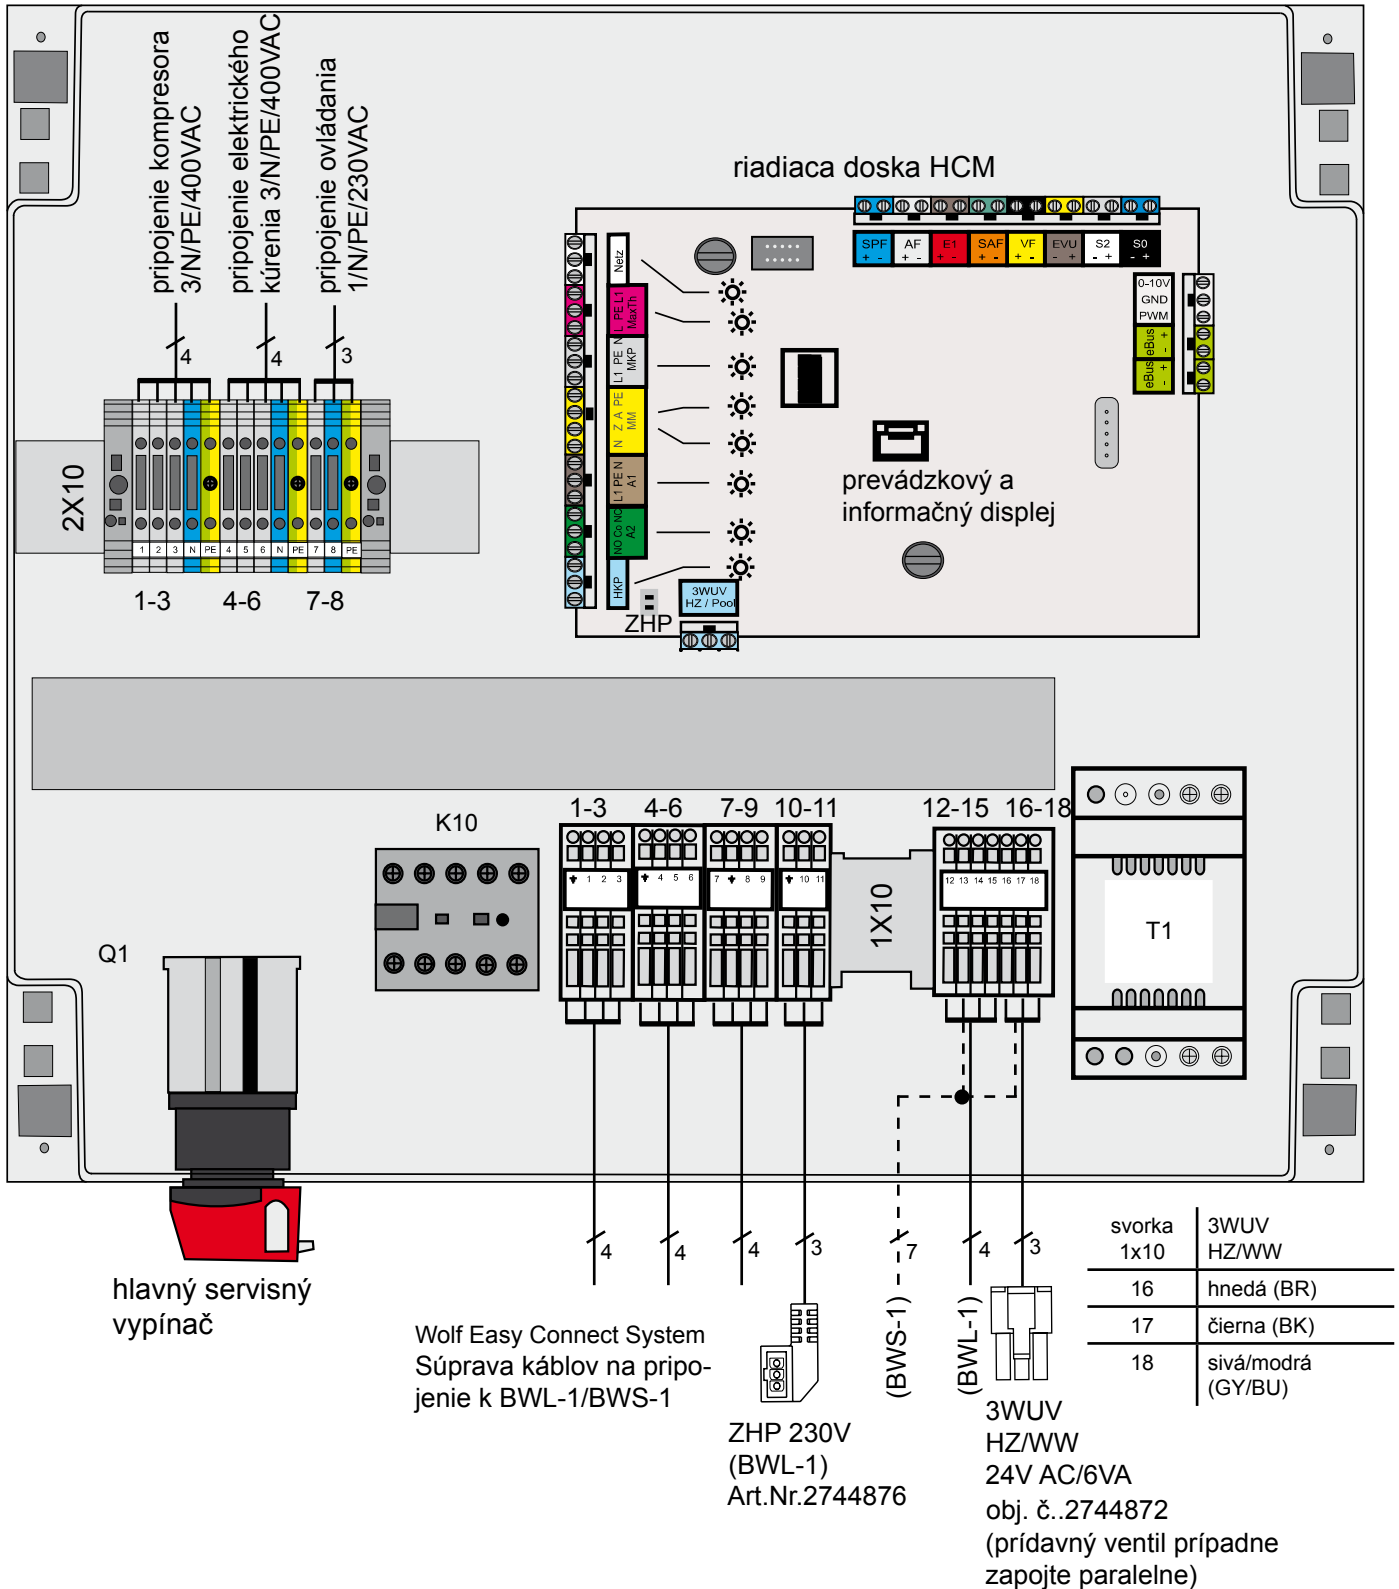 pripojenie kompresora
3/N/PE/400VAC
pripojenie elektrického
kúrenia 3/N/PE/400VAC
pripojenie ovládania
1/N/PE/230VAC
4
4
3
riadiaca doska HCM
SPF AF E1 SAF VF EVU S2 S0
+ - + - + - + - + - - + - + - +
0-10V
GND
PWM
eBus - +
eBus - +
Netz
L PE L1
MaxTh
L1 PE N
MKP
N Z A PE
MM
L1 PE N
A1
NO Co NC
A2
HKP
3WUV
HZ / Pool
ZHP
prevádzkový a
informačný displej
2X10
1 2 3 N PE 4 5 6 N PE 7 8 PE
1-3 4-6 7-8
K10
1-3 4-6 7-9 10-11 12-15 16-18
1 2 3 4 5 6 7 8 9 10 11
12 13 14 15 16 17 18
1X10
T1
Q1
hlavný servisný
vypínač
4 4 4 3 7 4 3
Wolf Easy Connect System
Súprava káblov na pripo-
jenie k BWL-1/BWS-1
ZHP 230V
(BWL-1)
Art.Nr.2744876
(BWS-1)
(BWL-1)
3WUV
HZ/WW
24V AC/6VA
obj. č..2744872
(prídavný ventil prípadne
zapojte paralelne)
svorka 3WUV
1x10 HZ/WW
16 hnedá (BR)
17 čierna (BK)
18 sivá/modrá
(GY/BU)